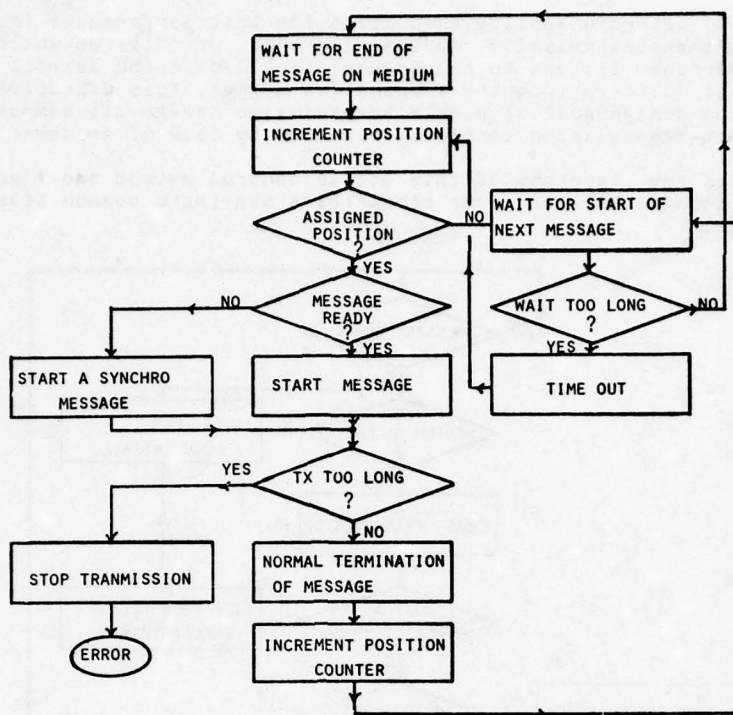 WAIT FOR END OF
MESSAGE ON MEDIUM
INCREMENT POSITION
COUNTER
ASSIGNED
POSITION
?
NO
YES
WAIT FOR START OF
NEXT MESSAGE
WAIT TOO LONG
?
NO
YES
TIME OUT
MESSAGE
READY
?
NO
YES
START A SYNCHRO
MESSAGE
START MESSAGE
TX TOO LONG
?
YES
NO
STOP TRANMISSION
ERROR
NORMAL TERMINATION
OF MESSAGE
INCREMENT POSITION
COUNTER